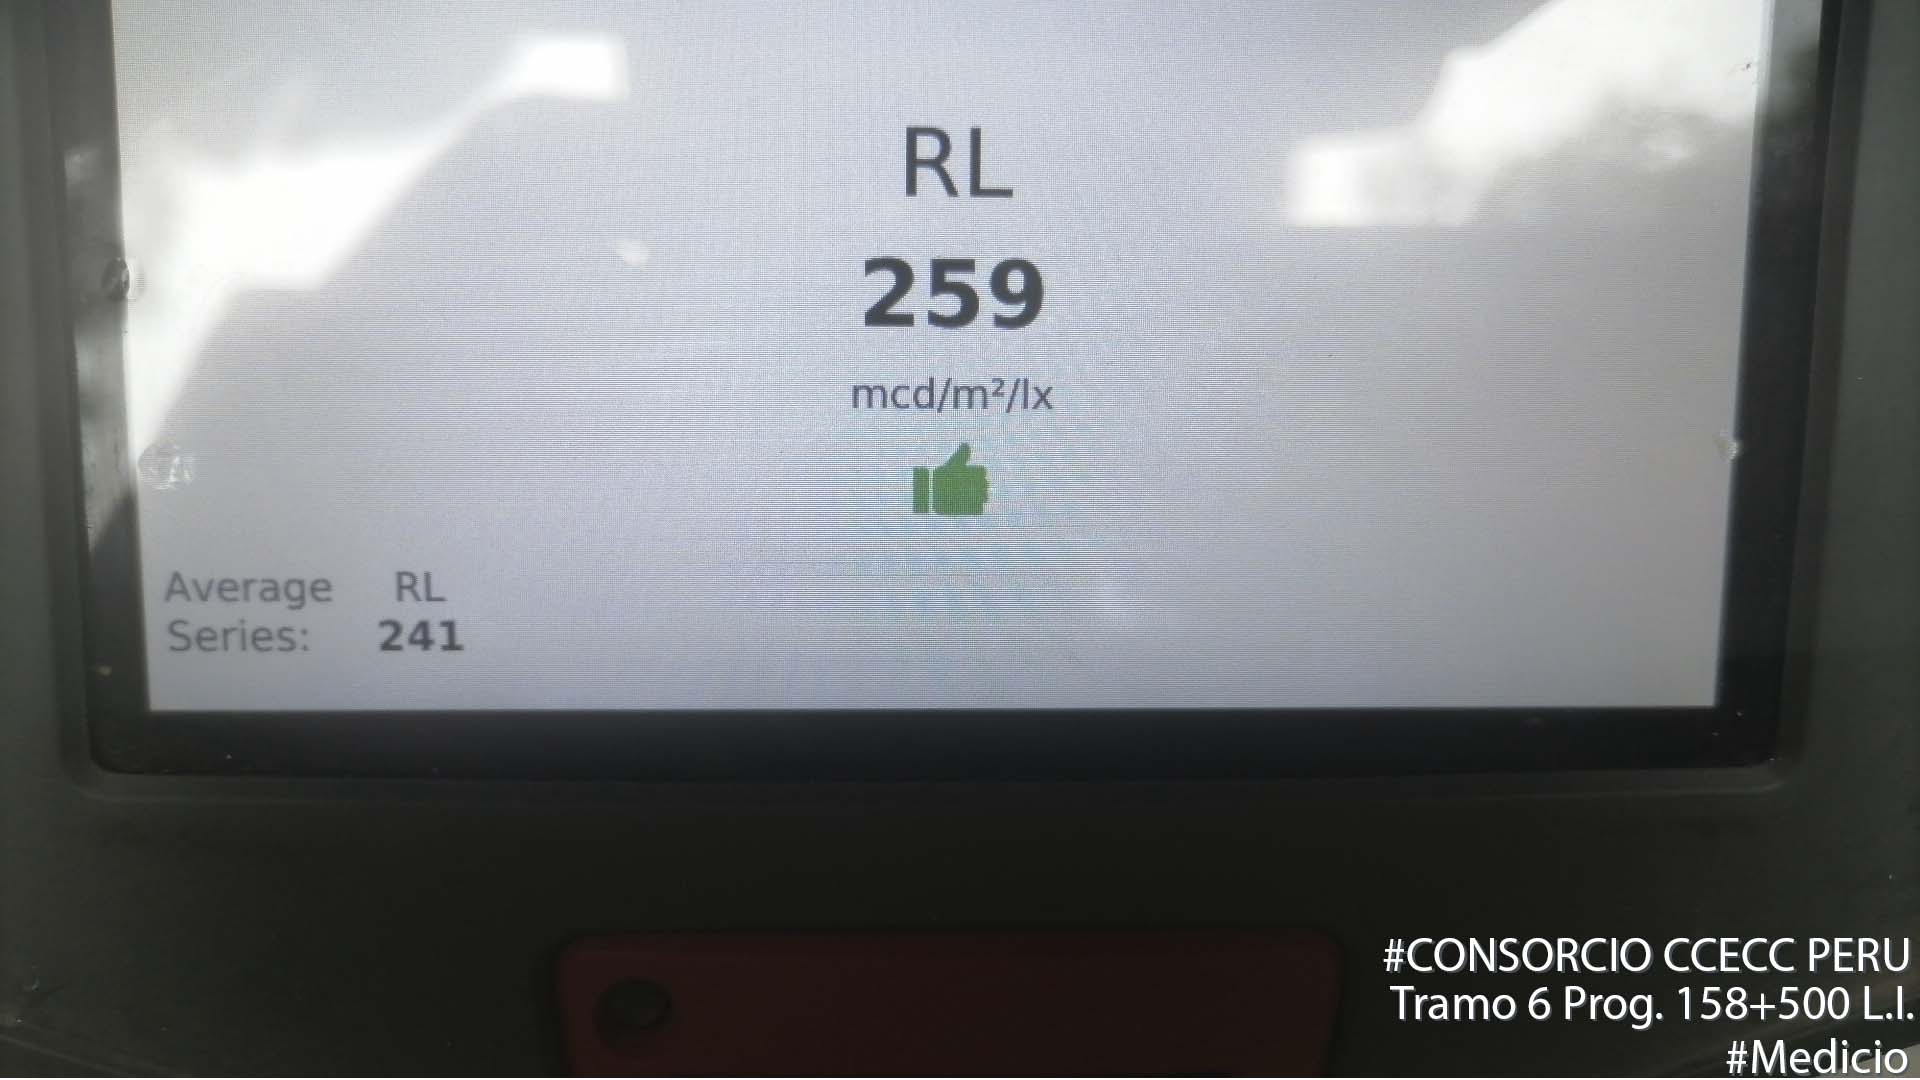 RL
259
mcd/m²/lx
Average RL
Series: 241
#CONSORCIO CCECC PERU
Tramo 6 Prog. 158+500 L.I.
#Medicio